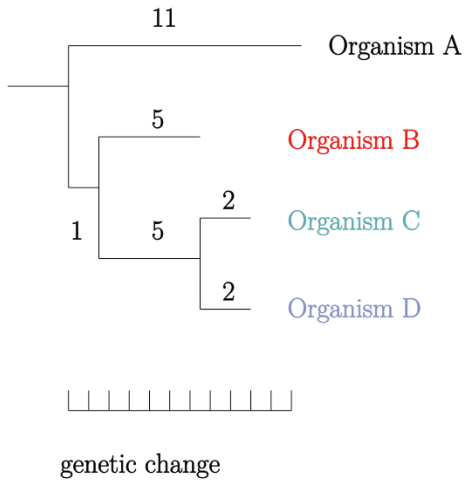 11
Organism A
5
Organism B
2
Organism C
1
5
2
Organism D
genetic change